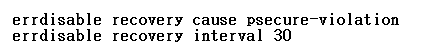 errdisable recovery cause psecure-violation
errdisable recovery interval 30